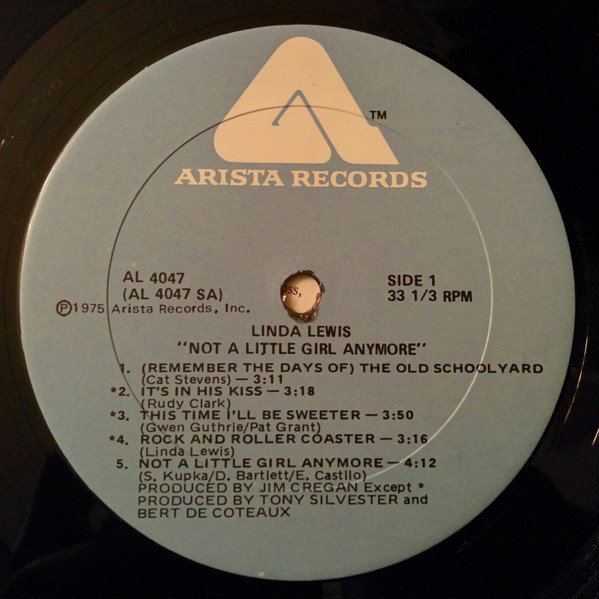 TM
ARISTA RECORDS
AL 4047
(AL 4047 SA)
℗1975 Arista Records, Inc.
SIDE 1
33 1/3 RPM
LINDA LEWIS
"NOT A LITTLE GIRL ANYMORE"
1. (REMEMBER THE DAYS OF) THE OLD SCHOOLYARD
(Cat Stevens) — 3:11
*2. IT'S IN HIS KISS — 3:18
(Rudy Clark)
*3. THIS TIME I'LL BE SWEETER — 3:50
(Gwen Guthrie/Pat Grant)
*4. ROCK AND ROLLER COASTER — 3:16
(Linda Lewis)
5. NOT A LITTLE GIRL ANYMORE — 4:12
(S. Kupka/D. Bartlett/E. Castilo)
PRODUCED BY JIM CREGAN Except *
PRODUCED BY TONY SILVESTER and
BERT DE COTEAUX